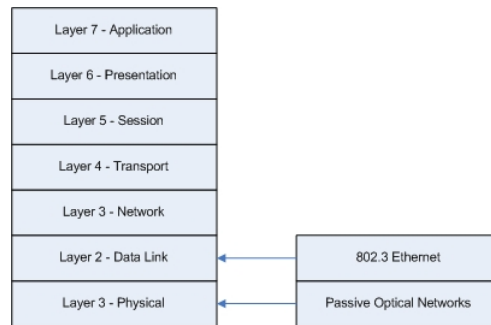 Layer 7 - Application
Layer 6 - Presentation
Layer 5 - Session
Layer 4 - Transport
Layer 3 - Network
Layer 2 - Data Link
802.3 Ethernet
Layer 3 - Physical
Passive Optical Networks